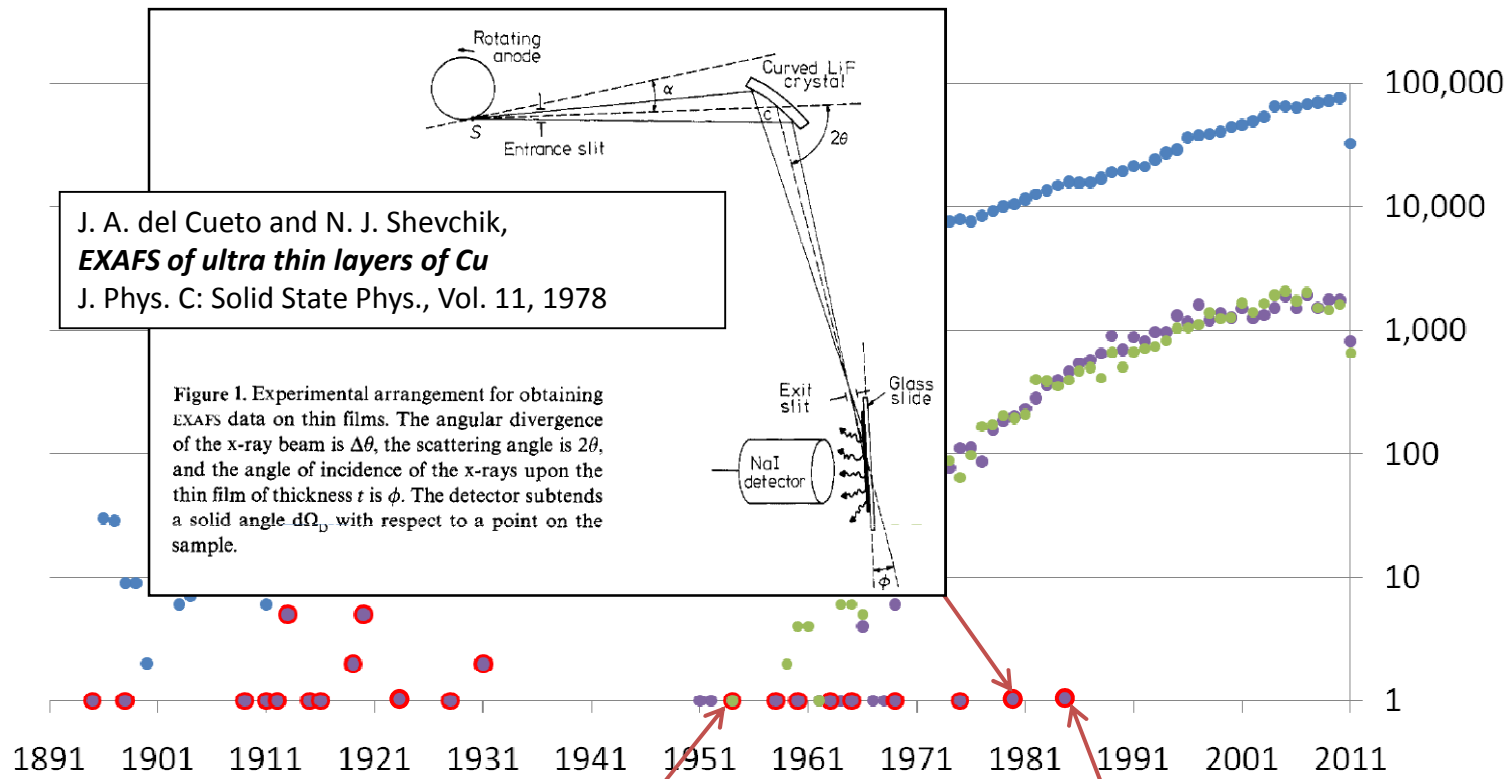 Rotating
anode
Curved LiF
crystal
α
c
2θ
S
Entrance slit
J. A. del Cueto and N. J. Shevchik,
EXAFS of ultra thin layers of Cu
J. Phys. C: Solid State Phys., Vol. 11, 1978
Figure 1. Experimental arrangement for obtaining
EXAFS data on thin films. The angular divergence
of the x-ray beam is Δθ, the scattering angle is 2θ,
and the angle of incidence of the x-rays upon the
thin film of thickness t is ϕ. The detector subtends
a solid angle dΩ_D with respect to a point on the
sample.
Exit
slit
Glass
slide
NaI
detector
ϕ
100,000
10,000
1,000
100
10
1
1891 1901 1911 1921 1931 1941 1951 1961 1971 1981 1991 2001 2011